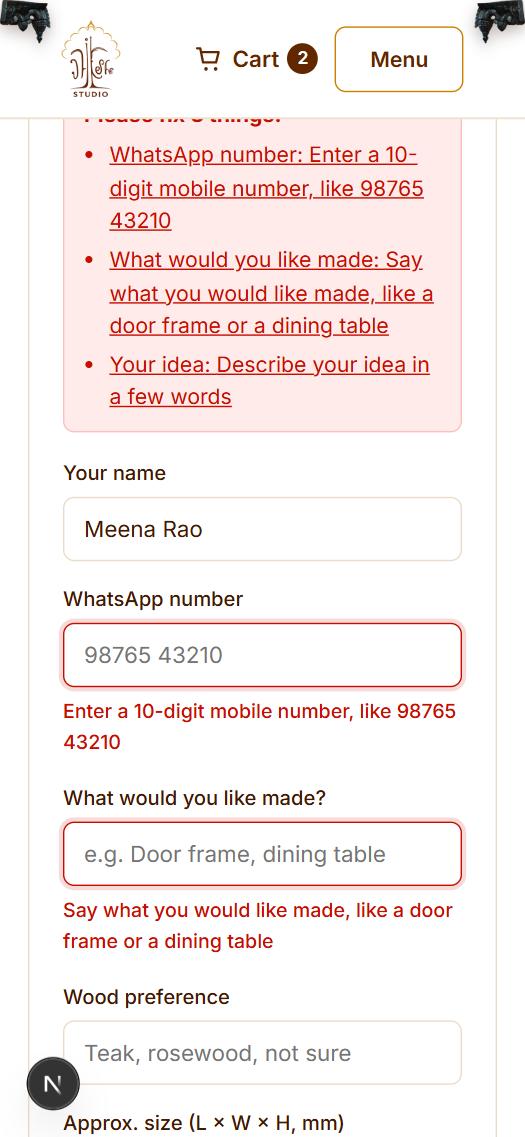 Cart 2
Menu
STUDIO
Please fix 3 things:
WhatsApp number: Enter a 10-
digit mobile number, like 98765
43210
What would you like made: Say
what you would like made, like a
door frame or a dining table
Your idea: Describe your idea in
a few words
Your name
Meena Rao
WhatsApp number
98765 43210
Enter a 10-digit mobile number, like 98765
43210
What would you like made?
e.g. Door frame, dining table
Say what you would like made, like a door
frame or a dining table
Wood preference
Teak, rosewood, not sure
N
Approx. size (L × W × H, mm)